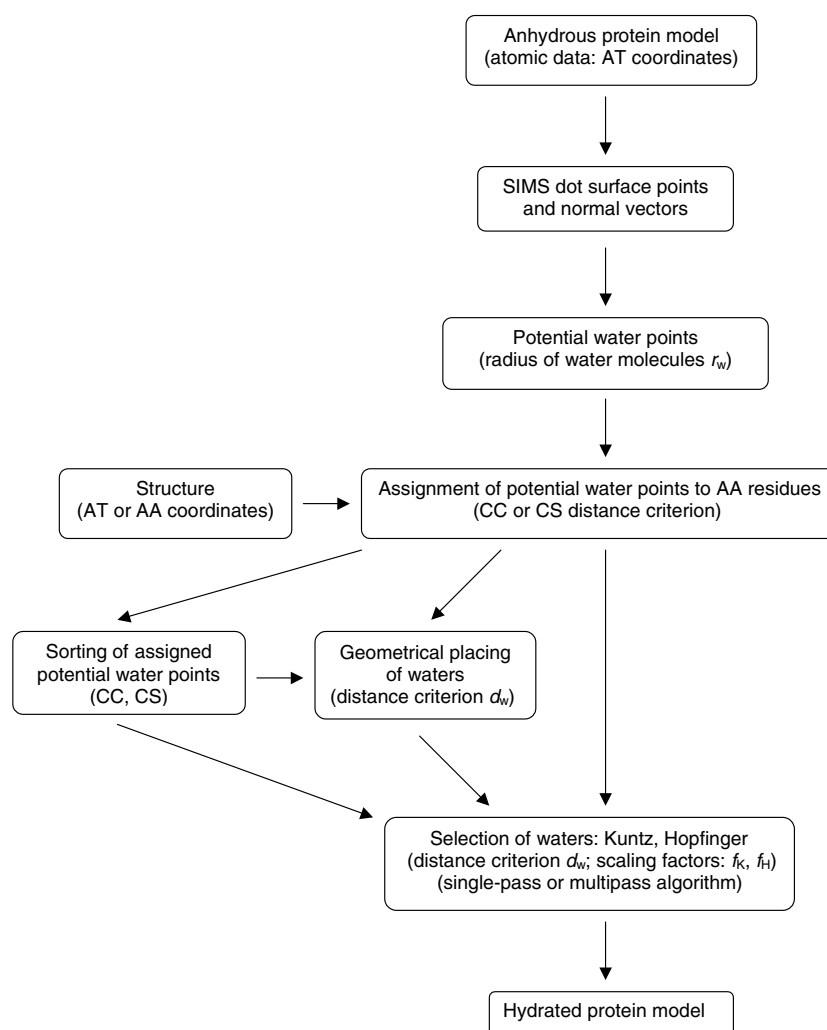 Anhydrous protein model
(atomic data: AT coordinates)
SIMS dot surface points
and normal vectors
Potential water points
(radius of water molecules rw)
Structure
(AT or AA coordinates)
Assignment of potential water points to AA residues
(CC or CS distance criterion)
Sorting of assigned
potential water points
(CC, CS)
Geometrical placing
of waters
(distance criterion dw)
Selection of waters: Kuntz, Hopfinger
(distance criterion dw; scaling factors: fK, fH)
(single-pass or multipass algorithm)
Hydrated protein model